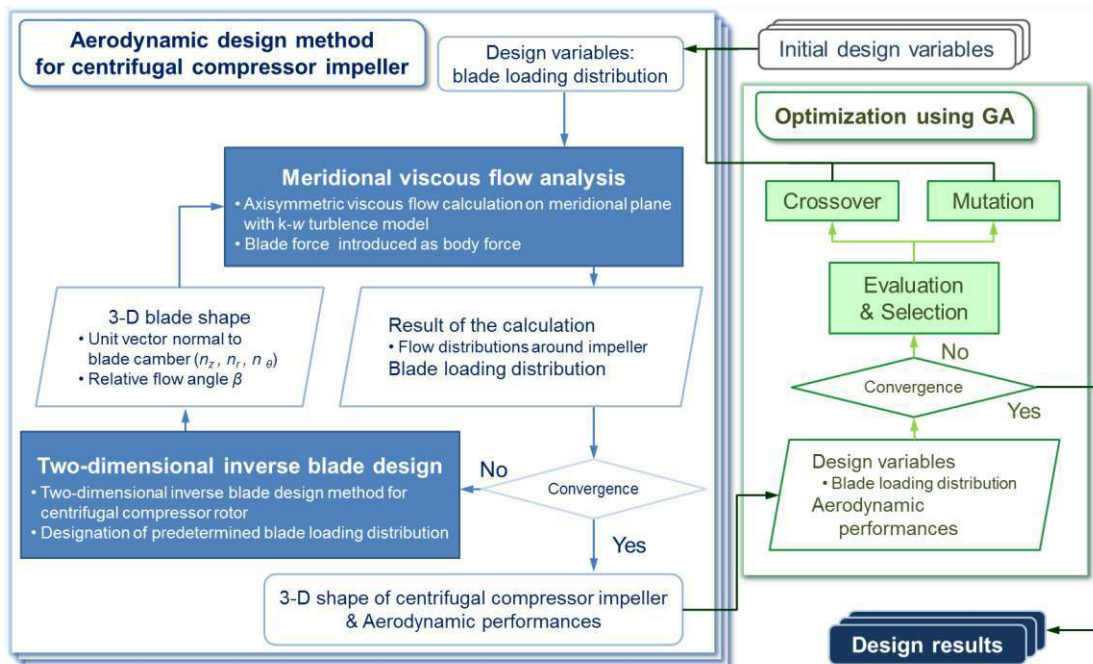 Aerodynamic design method
for centrifugal compressor impeller
Design variables:
blade loading distribution
Initial design variables
Meridional viscous flow analysis
• Axisymmetric viscous flow calculation on meridional plane
with k-w turblence model
• Blade force introduced as body force
3-D blade shape
• Unit vector normal to
blade camber (n_z, n_r, n_θ)
• Relative flow angle β
Result of the calculation
• Flow distributions around impeller
Blade loading distribution
Two-dimensional inverse blade design
• Two-dimensional inverse blade design method for
centrifugal compressor rotor
• Designation of predetermined blade loading distribution
No
Convergence
Yes
3-D shape of centrifugal compressor impeller
& Aerodynamic performances
Optimization using GA
Crossover
Mutation
Evaluation
& Selection
No
Convergence
Yes
Design variables
• Blade loading distribution
Aerodynamic
performances
Design results